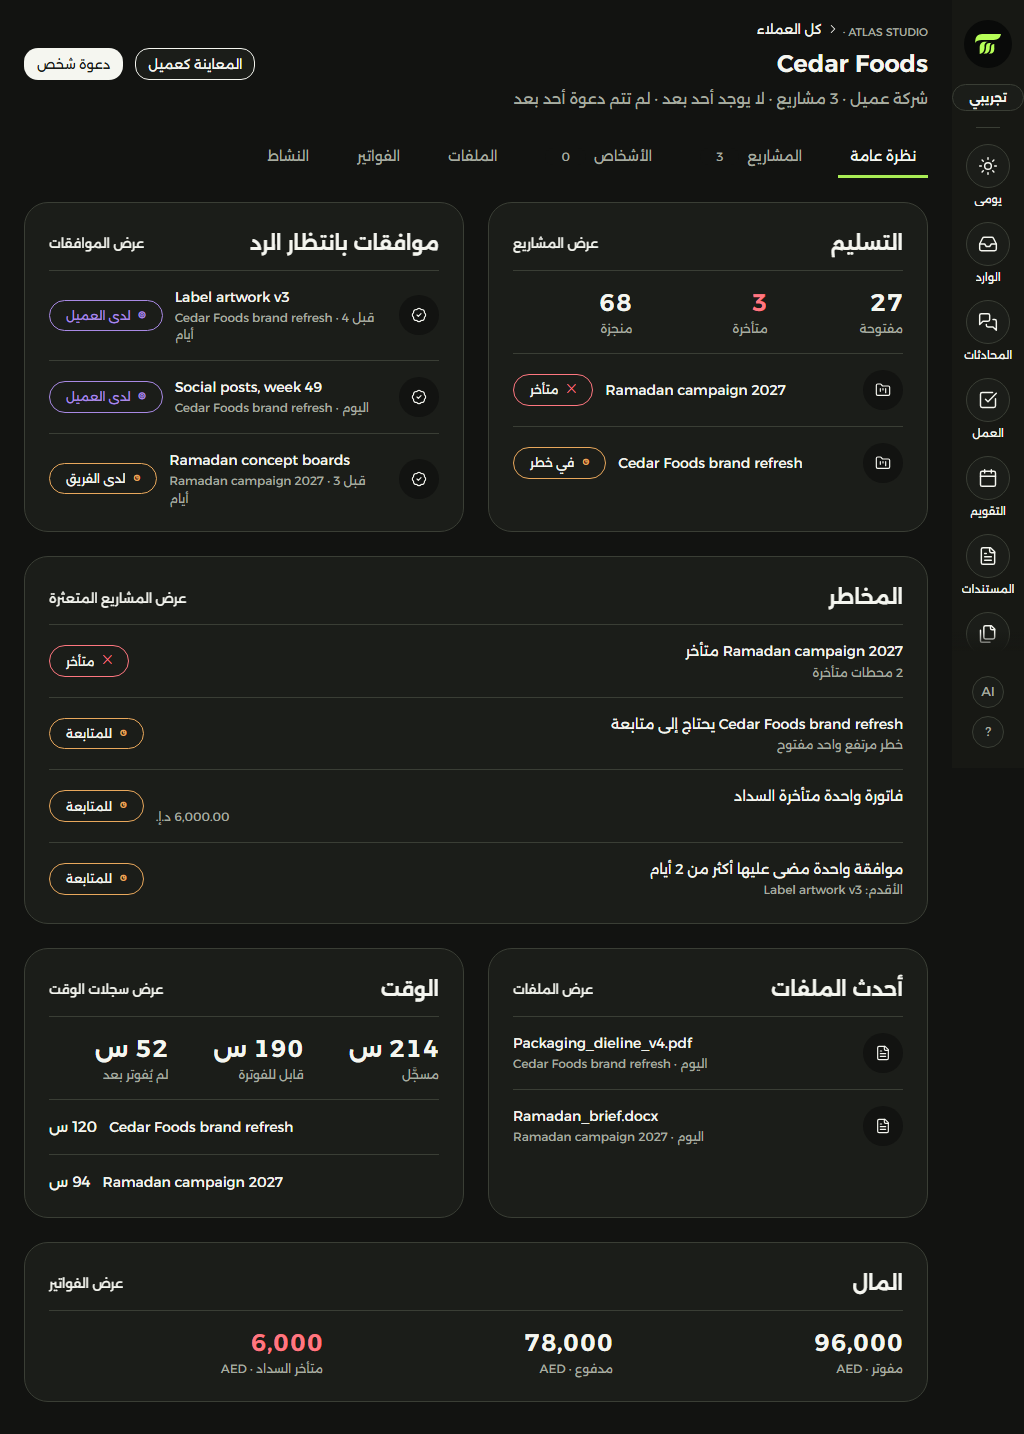 ATLAS STUDIO ·
كل العملاء
Cedar Foods
شركة عميل · 3 مشاريع · لا يوجد أحد بعد · لم تتم دعوة أحد بعد
المعاينة كعميل
دعوة شخص
تجريبي
يومي
الوارد
المحادثات
العمل
التقويم
المستندات
AI
?
نظرة عامة
المشاريع 3
الأشخاص 0
الملفات
الفواتير
النشاط
التسليم
عرض المشاريع
27
مفتوحة
3
متأخرة
68
منجزة
Ramadan campaign 2027
متأخر
Cedar Foods brand refresh
في خطر
موافقات بانتظار الرد
عرض الموافقات
Label artwork v3
Cedar Foods brand refresh · قبل 4
أيام
لدى العميل
Social posts, week 49
Cedar Foods brand refresh · اليوم
لدى العميل
Ramadan concept boards
Ramadan campaign 2027 · قبل 3
أيام
لدى الفريق
المخاطر
عرض المشاريع المتعثرة
Ramadan campaign 2027 متأخر
2 محطات متأخرة
متأخر
Cedar Foods brand refresh يحتاج إلى متابعة
خطر مرتفع واحد مفتوح
للمتابعة
فاتورة واحدة متأخرة السداد
6,000.00 د.إ.
للمتابعة
موافقة واحدة مضى عليها أكثر من 2 أيام
الأقدم: Label artwork v3
للمتابعة
أحدث الملفات
عرض الملفات
Packaging_dieline_v4.pdf
Cedar Foods brand refresh · اليوم
Ramadan_brief.docx
Ramadan campaign 2027 · اليوم
الوقت
عرض سجلات الوقت
214 س
مسجَّل
190 س
قابل للفوترة
52 س
لم يُفوتر بعد
Cedar Foods brand refresh
120 س
Ramadan campaign 2027
94 س
المال
عرض الفواتير
96,000
مفوتر · AED
78,000
مدفوع · AED
6,000
متأخر السداد · AED